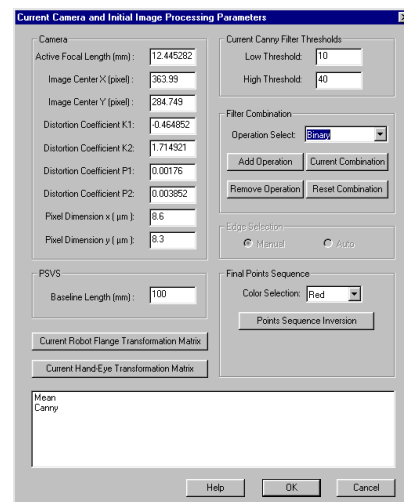 Current Camera and Initial Image Processing Parameters
Camera
Active Focal Length (mm) : 12.445282
Image Center X (pixel) : 363.99
Image Center Y (pixel) : 284.749
Distortion Coefficient K1: -0.464852
Distortion Coefficient K2: 1.714921
Distortion Coefficient P1: 0.00176
Distortion Coefficient P2: 0.003852
Pixel Dimension x ( µm ): 8.6
Pixel Dimension y ( µm ): 8.3
PSVS
Baseline Length (mm) : 100
Current Robot Flange Transformation Matrix
Current Hand-Eye Transformation Matrix
Current Canny Filter Thresholds
Low Threshold: 10
High Threshold: 40
Filter Combination
Operation Select: Binary
Add Operation Current Combination
Remove Operation Reset Combination
Edge Selection
Manual Auto
Final Points Sequence
Color Selection: Red
Points Sequence Inversion
Mean
Canny
Help OK Cancel